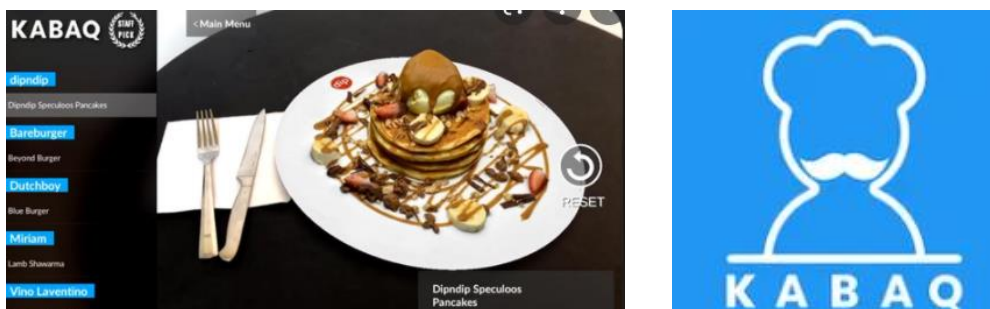 KABAQ STAFF PICK
<Main Menu
dipndip
Dipndip Speculoos Pancakes
Bareburger
Beyond Burger
Dutchboy
Blue Burger
Miriam
Lamb Shawarma
Vino Laventino
RESET
Dipndip Speculoos
Pancakes
KABAQ